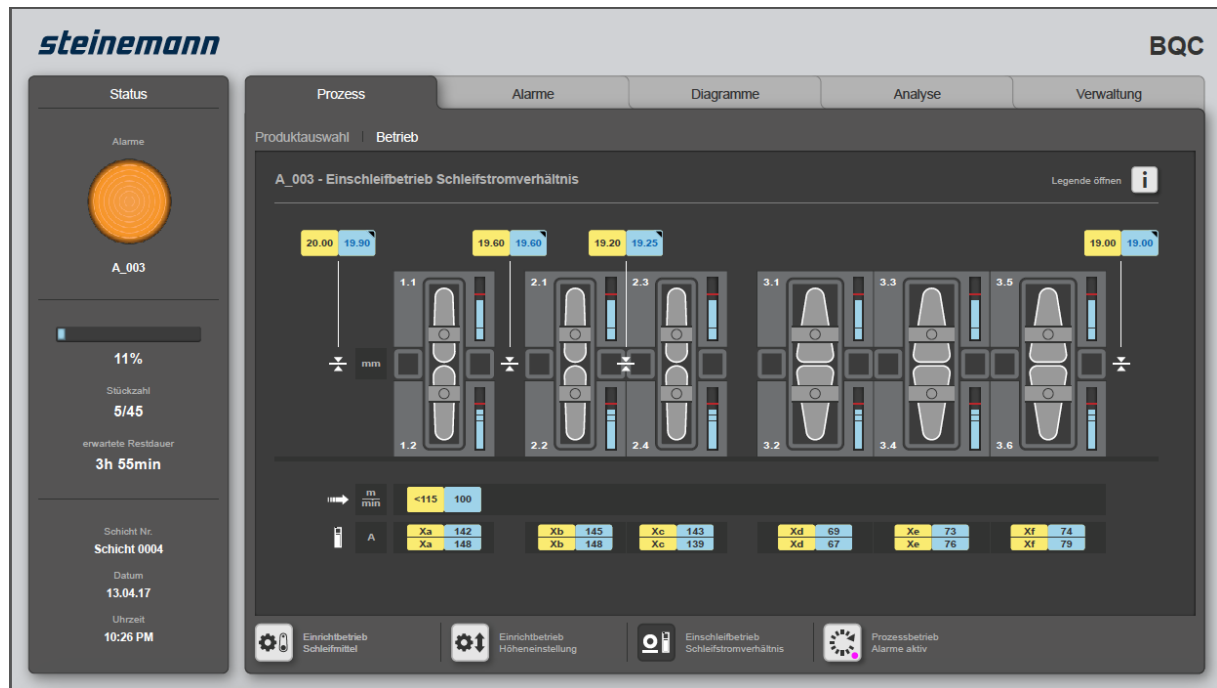 steinemann
BQC
Status
Prozess
Alarme
Diagramme
Analyse
Verwaltung
Alarme
A_003
11%
Stückzahl
5/45
erwartete Restdauer
3h 55min
Schicht Nr.
Schicht 0004
Datum
13.04.17
Uhrzeit
10:26 PM
Produktauswahl | Betrieb
A_003 - Einschleifbetrieb Schleifstromverhältnis
Legende öffnen i
20.00 19.90 19.60 19.60 19.20 19.25 19.00 19.00
1.1 2.1 2.3 3.1 3.3 3.5
mm
1.2 2.2 2.4 3.2 3.4 3.6
m
min
<115 100
A
Xa 142 Xb 145 Xc 143 Xd 69 Xe 73 Xf 74
Xa 148 Xb 148 Xc 139 Xd 67 Xe 76 Xf 79
Einrichtbetrieb
Schleifmittel
Einrichtbetrieb
Höheneinstellung
Einschleifbetrieb
Schleifstromverhältnis
Prozessbetrieb
Alarme aktiv